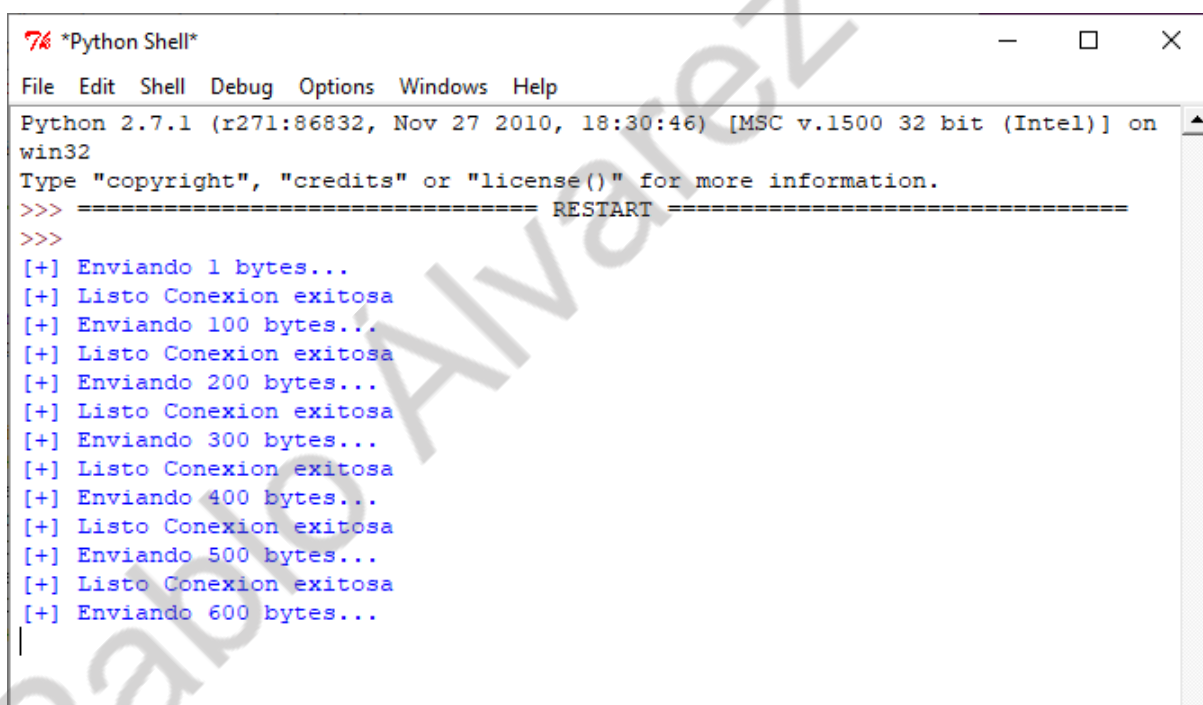 *Python Shell*
File Edit Shell Debug Options Windows Help
Python 2.7.1 (r271:86832, Nov 27 2010, 18:30:46) [MSC v.1500 32 bit (Intel)] on
win32
Type "copyright", "credits" or "license()" for more information.
>>> ================================ RESTART ================================
>>>
[+] Enviando 1 bytes...
[+] Listo Conexion exitosa
[+] Enviando 100 bytes...
[+] Listo Conexion exitosa
[+] Enviando 200 bytes...
[+] Listo Conexion exitosa
[+] Enviando 300 bytes...
[+] Listo Conexion exitosa
[+] Enviando 400 bytes...
[+] Listo Conexion exitosa
[+] Enviando 500 bytes...
[+] Listo Conexion exitosa
[+] Enviando 600 bytes...
Pablo Álvarez